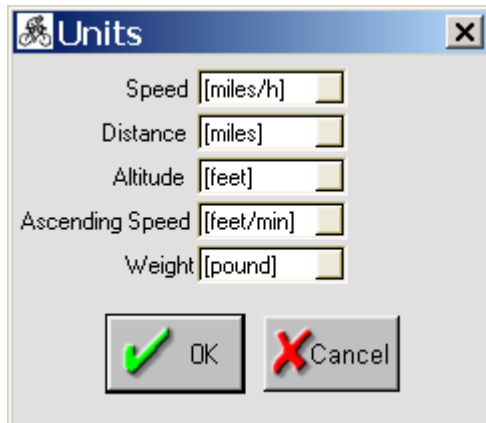 Units
Speed [miles/h]
Distance [miles]
Altitude [feet]
Ascending Speed [feet/min]
Weight [pound]
OK Cancel